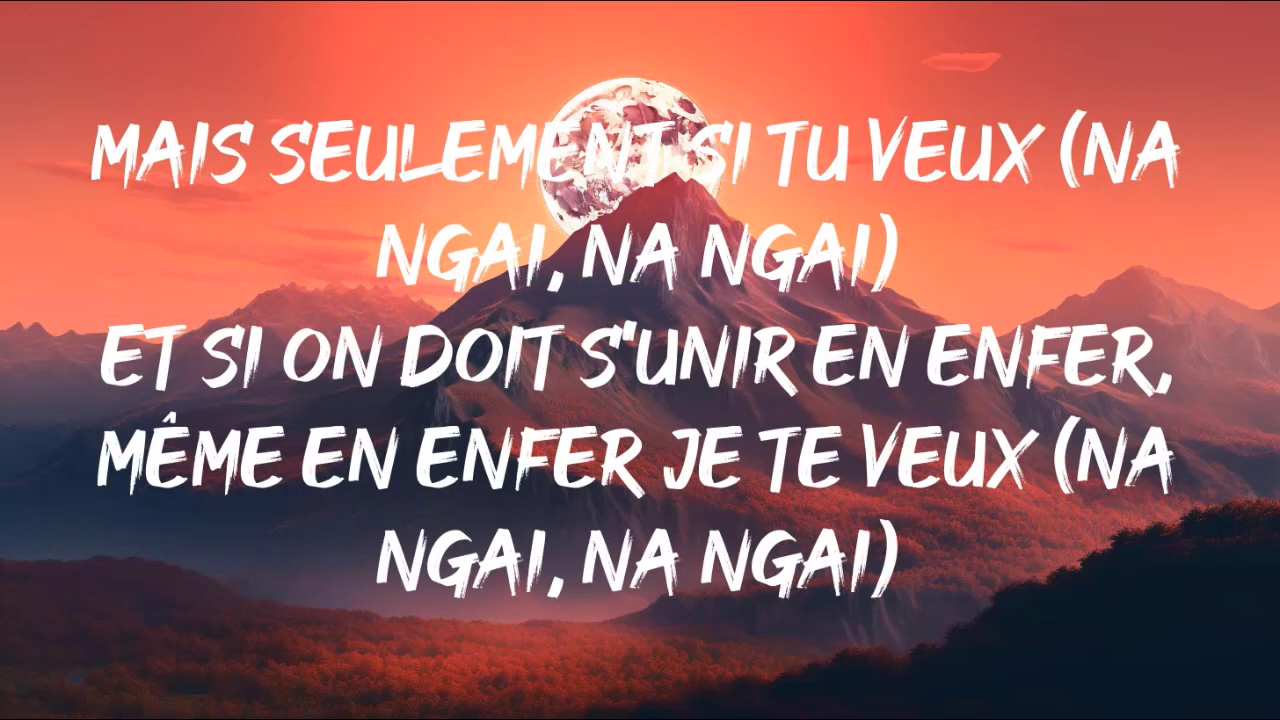 MAIS SEULEMENT SI TU VEUX (NA
NGAI, NA NGAI)
ET SI ON DOIT S'UNIR EN ENFER,
MÊME EN ENFER JE TE VEUX (NA
NGAI, NA NGAI)